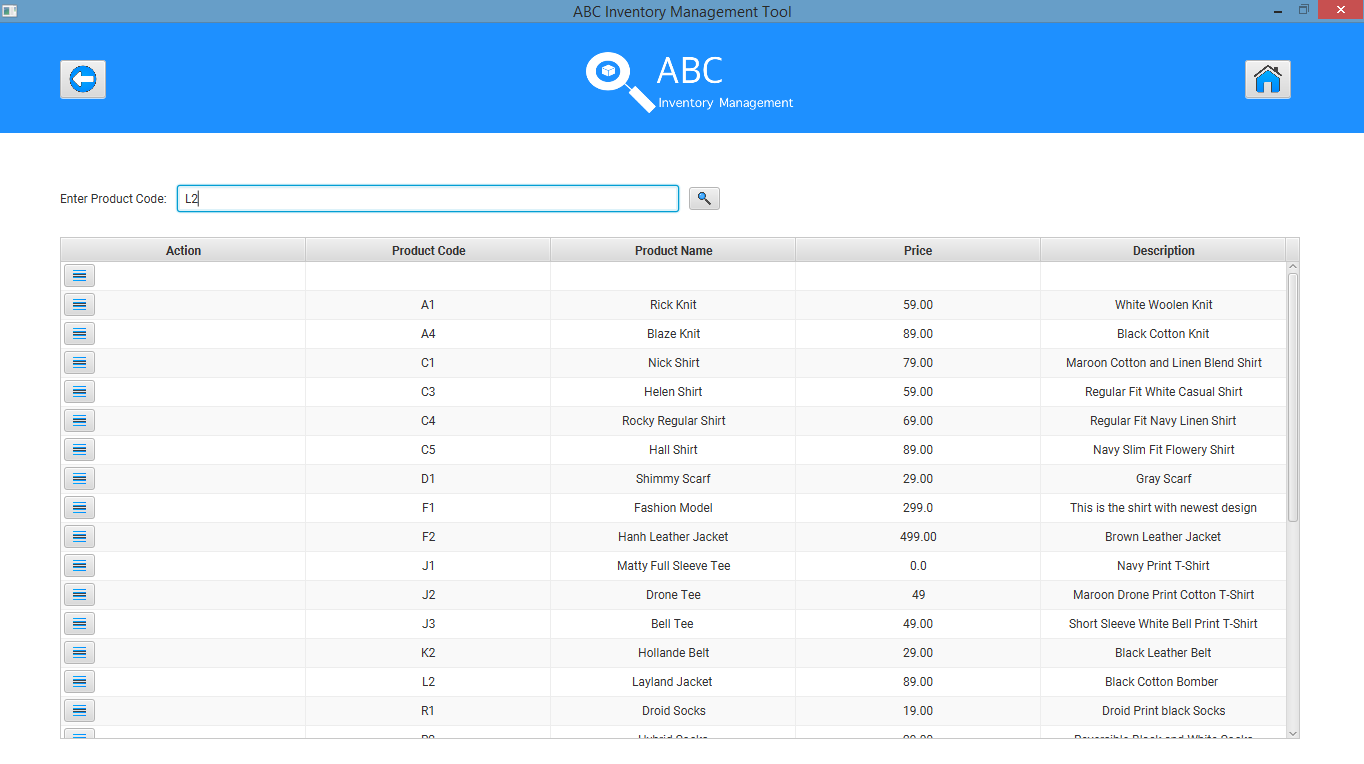 ABC Inventory Management Tool
ABC
Inventory Management
Enter Product Code: L2
Action Product Code Product Name Price Description
A1 Rick Knit 59.00 White Woolen Knit
A4 Blaze Knit 89.00 Black Cotton Knit
C1 Nick Shirt 79.00 Maroon Cotton and Linen Blend Shirt
C3 Helen Shirt 59.00 Regular Fit White Casual Shirt
C4 Rocky Regular Shirt 69.00 Regular Fit Navy Linen Shirt
C5 Hall Shirt 89.00 Navy Slim Fit Flowery Shirt
D1 Shimmy Scarf 29.00 Gray Scarf
F1 Fashion Model 299.0 This is the shirt with newest design
F2 Hanh Leather Jacket 499.00 Brown Leather Jacket
J1 Matty Full Sleeve Tee 0.0 Navy Print T-Shirt
J2 Drone Tee 49 Maroon Drone Print Cotton T-Shirt
J3 Bell Tee 49.00 Short Sleeve White Bell Print T-Shirt
K2 Hollande Belt 29.00 Black Leather Belt
L2 Layland Jacket 89.00 Black Cotton Bomber
R1 Droid Socks 19.00 Droid Print black Socks